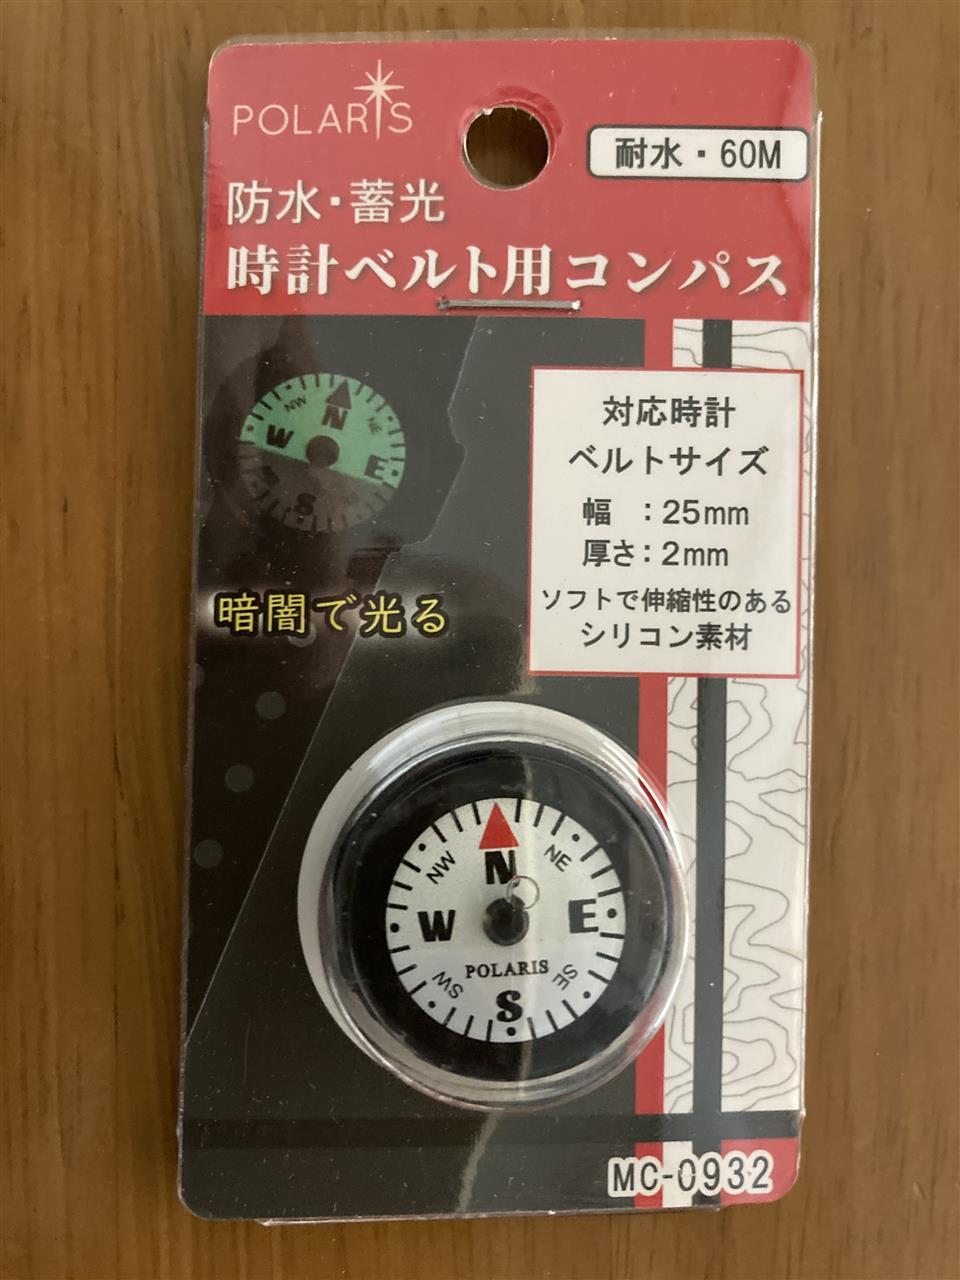 POLARIS
耐水・60M
防水・蓄光
時計ベルト用コンパス
対応時計
ベルトサイズ
幅　：25mm
厚さ：2mm
ソフトで伸縮性のある
シリコン素材
N
NW
NE
W
E
S
暗闇で光る
N
NW
NE
W
E
POLARIS
SW
SE
S
MC-0932